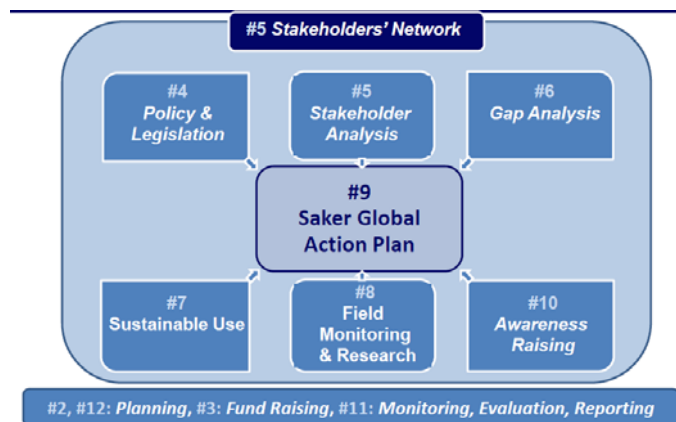 #5 Stakeholders' Network
#4
Policy &
Legislation
#5
Stakeholder
Analysis
#6
Gap Analysis
#9
Saker Global
Action Plan
#7
Sustainable Use
#8
Field
Monitoring
& Research
#10
Awareness
Raising
#2, #12: Planning, #3: Fund Raising, #11: Monitoring, Evaluation, Reporting